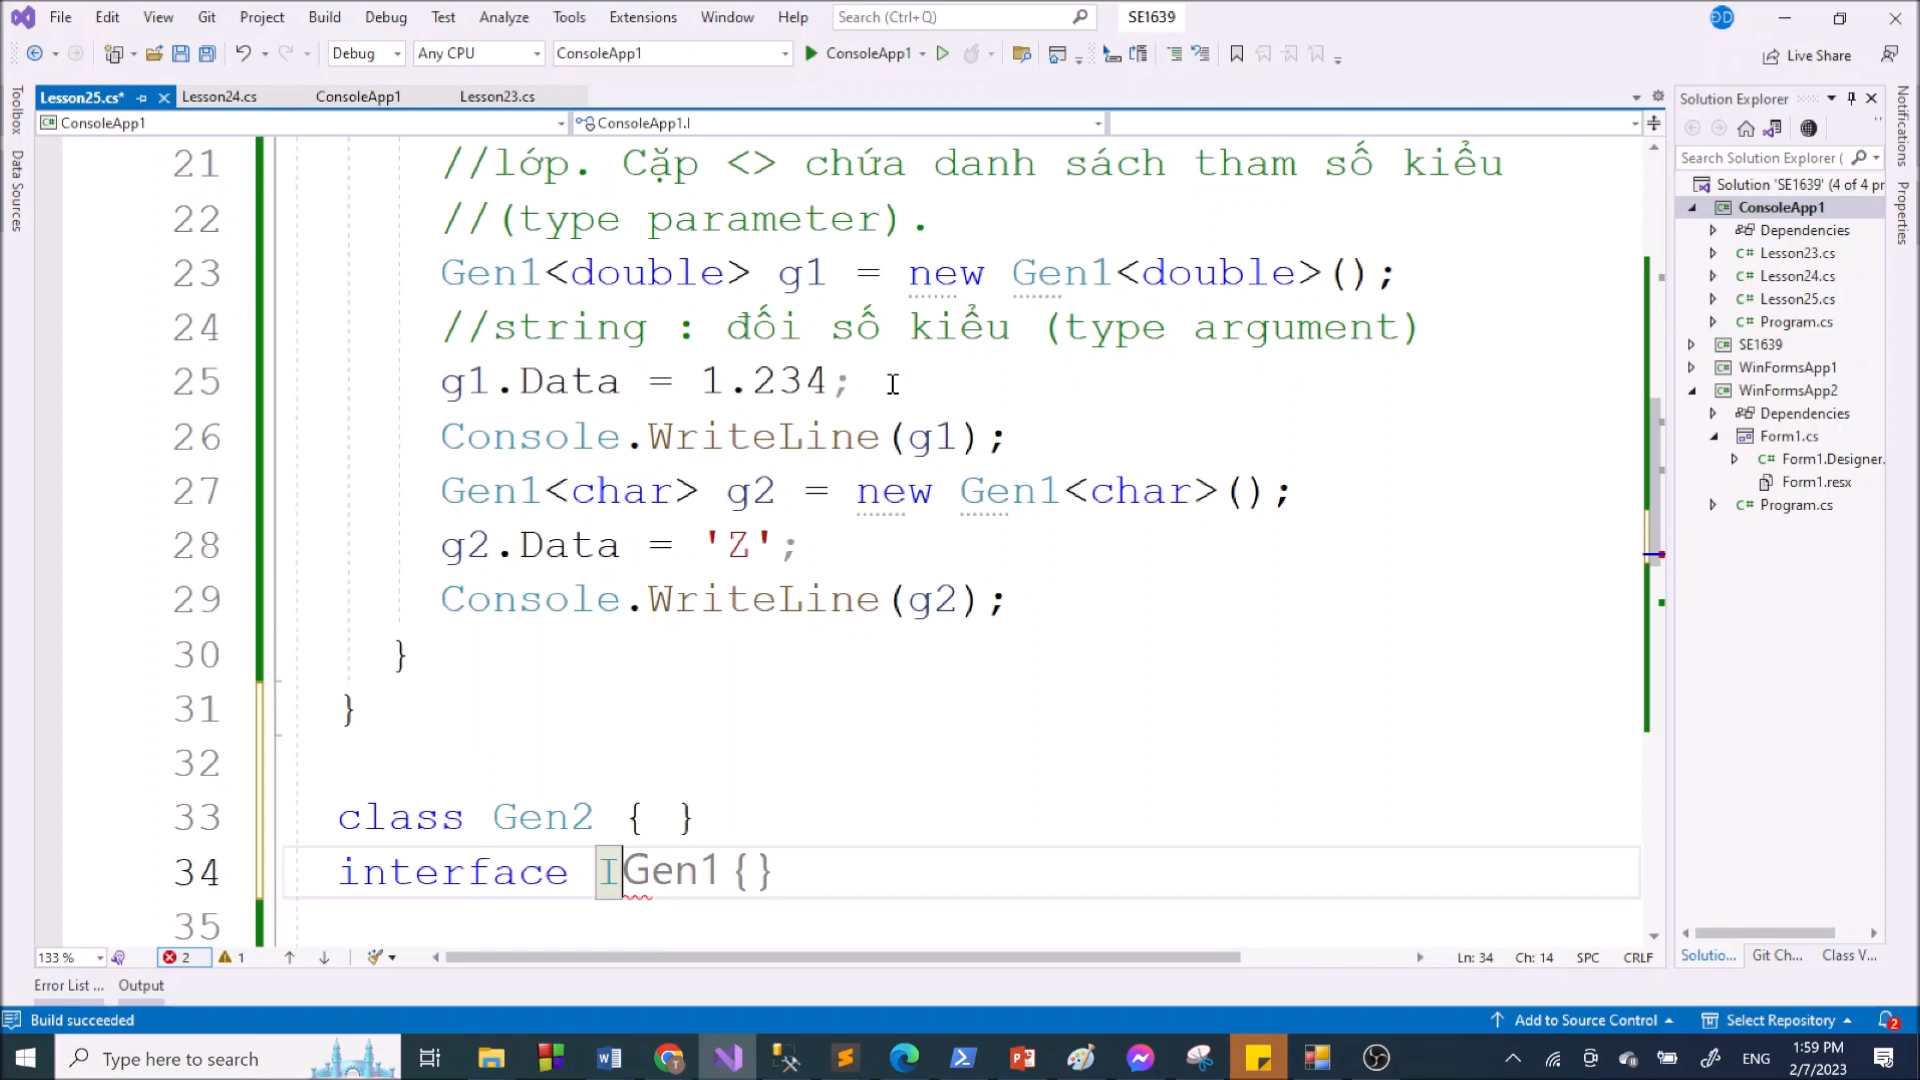 File Edit View Git Project Build Debug Test Analyze Tools Extensions Window Help Search (Ctrl+Q) SE1639 ĐD
Debug Any CPU ConsoleApp1 ConsoleApp1 Live Share
Lesson25.cs* Lesson24.cs ConsoleApp1 Lesson23.cs
ConsoleApp1 ConsoleApp1.I
Toolbox
Data Sources
21 //lớp. Cặp <> chứa danh sách tham số kiểu
22 //(type parameter).
23 Gen1<double> g1 = new Gen1<double>();
24 //string : đối số kiểu (type argument)
25 g1.Data = 1.234;
26 Console.WriteLine(g1);
27 Gen1<char> g2 = new Gen1<char>();
28 g2.Data = 'Z';
29 Console.WriteLine(g2);
30 }
31 }
32
33 class Gen2 { }
34 interface IGen1 {}
35
Solution Explorer
Search Solution Explorer (
Solution 'SE1639' (4 of 4 pr
ConsoleApp1
Dependencies
Lesson23.cs
Lesson24.cs
Lesson25.cs
Program.cs
SE1639
WinFormsApp1
WinFormsApp2
Dependencies
Form1.cs
Form1.Designer.
Form1.resx
Program.cs
Notifications
Properties
133 % 2 1 Ln: 34 Ch: 14 SPC CRLF
Solutio... Git Ch... Class V...
Error List ... Output
Build succeeded Add to Source Control Select Repository 2
Type here to search ENG 1:59 PM
2/7/2023